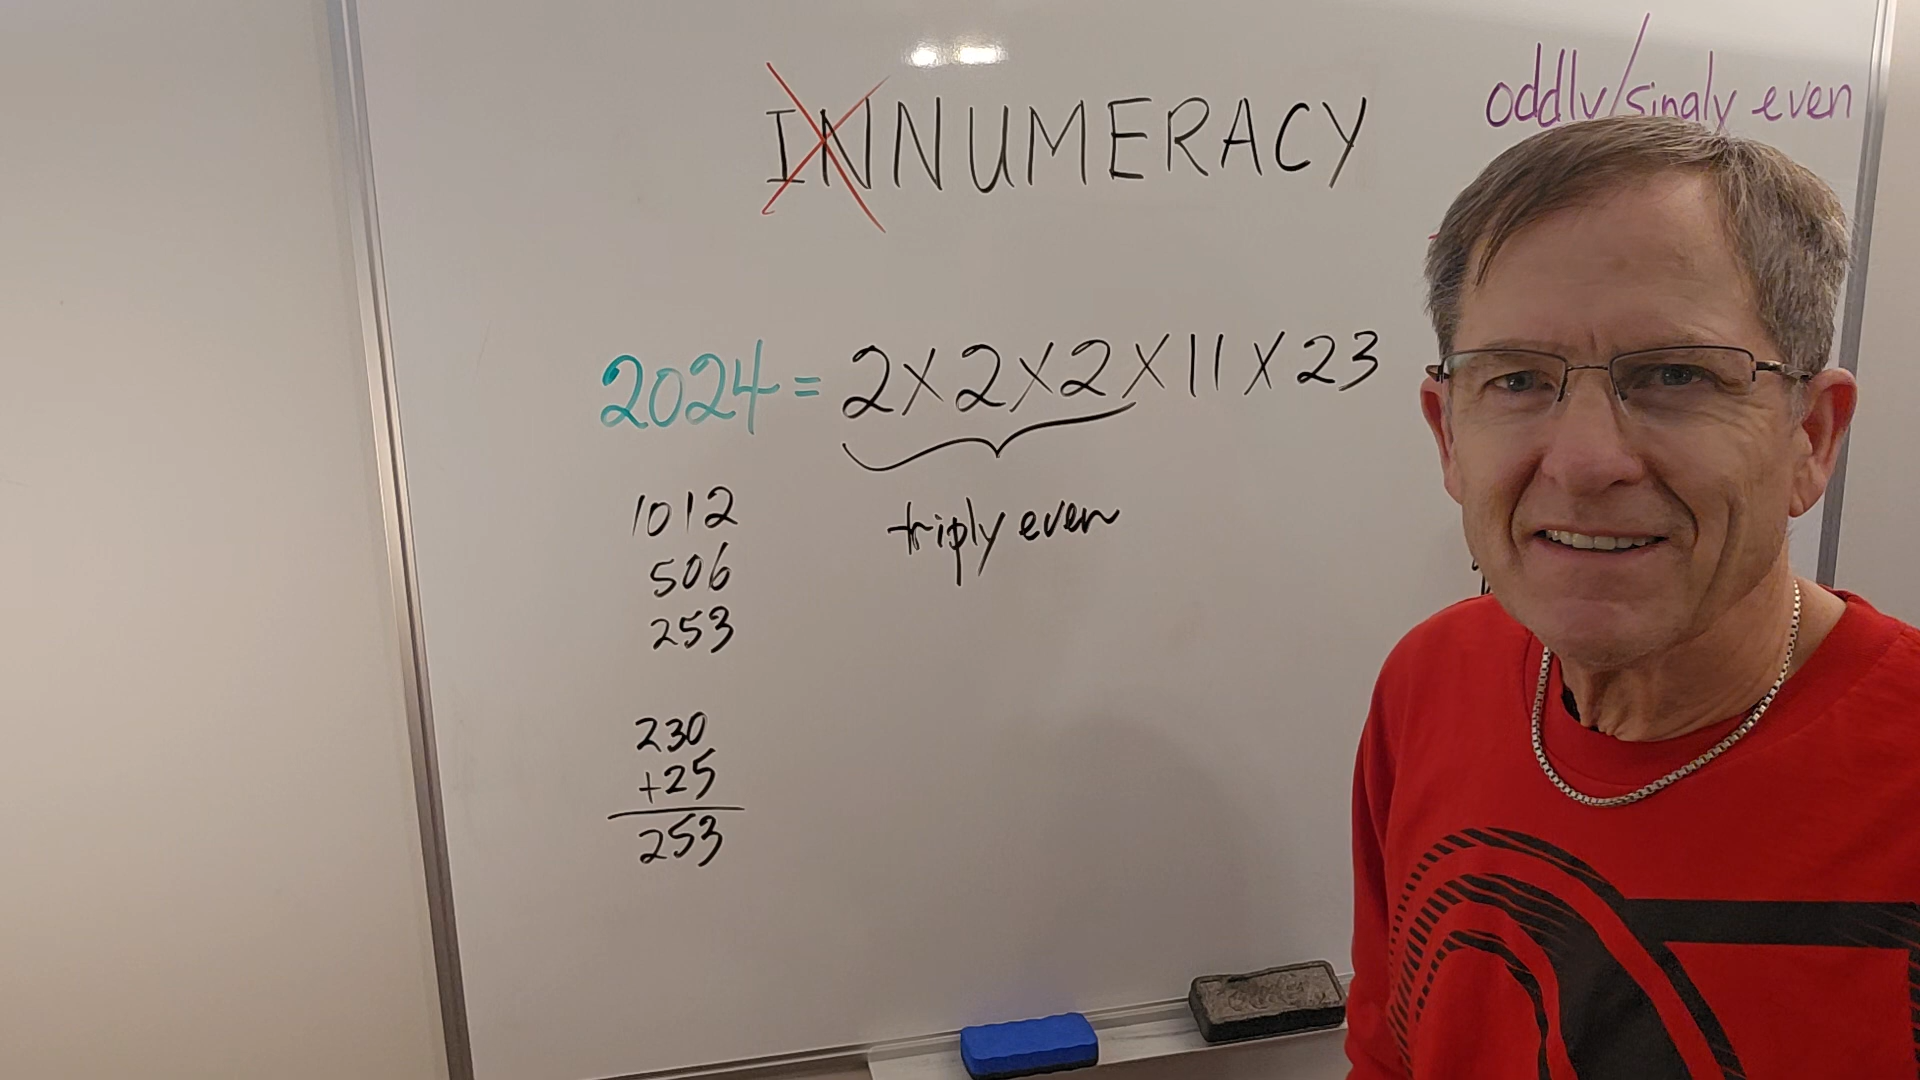 oddly/singly even
INNUMERACY
2024 = 2 X 2 X 2 X 11 X 23
triply even
1012
506
253
230
+25
253